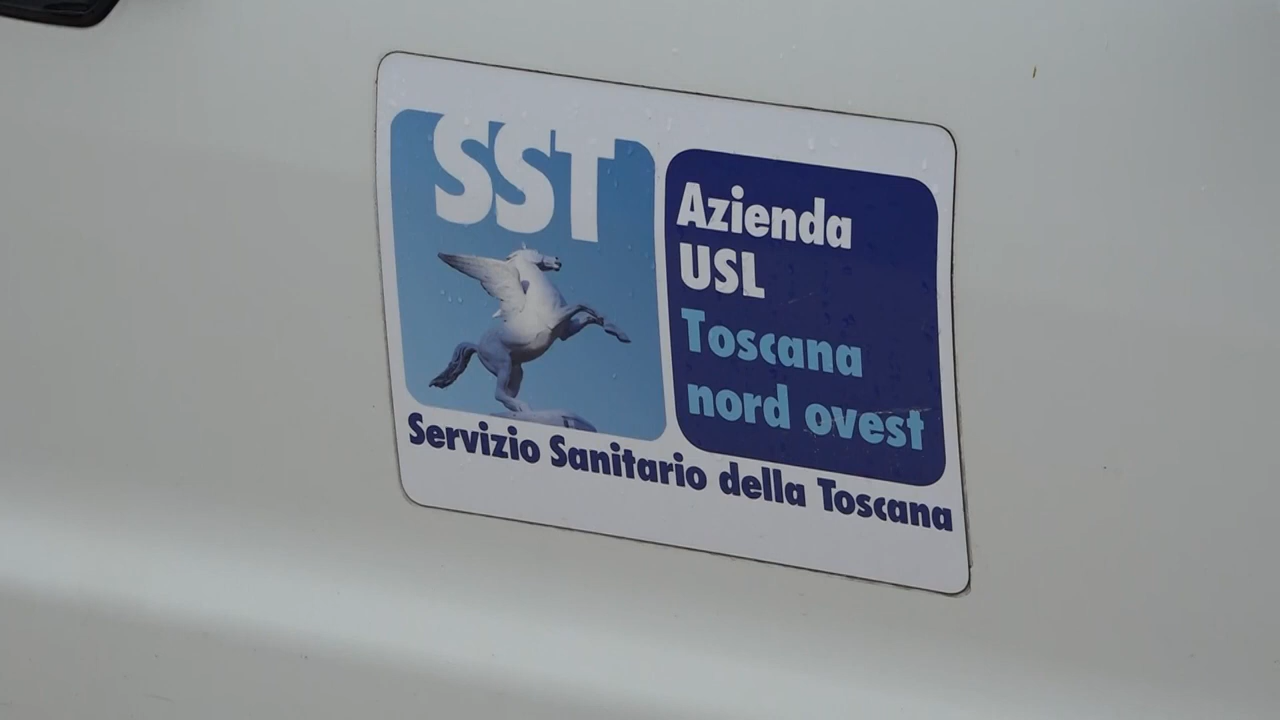 SST
Azienda
USL
Toscana
nord ovest
Servizio Sanitario della Toscana